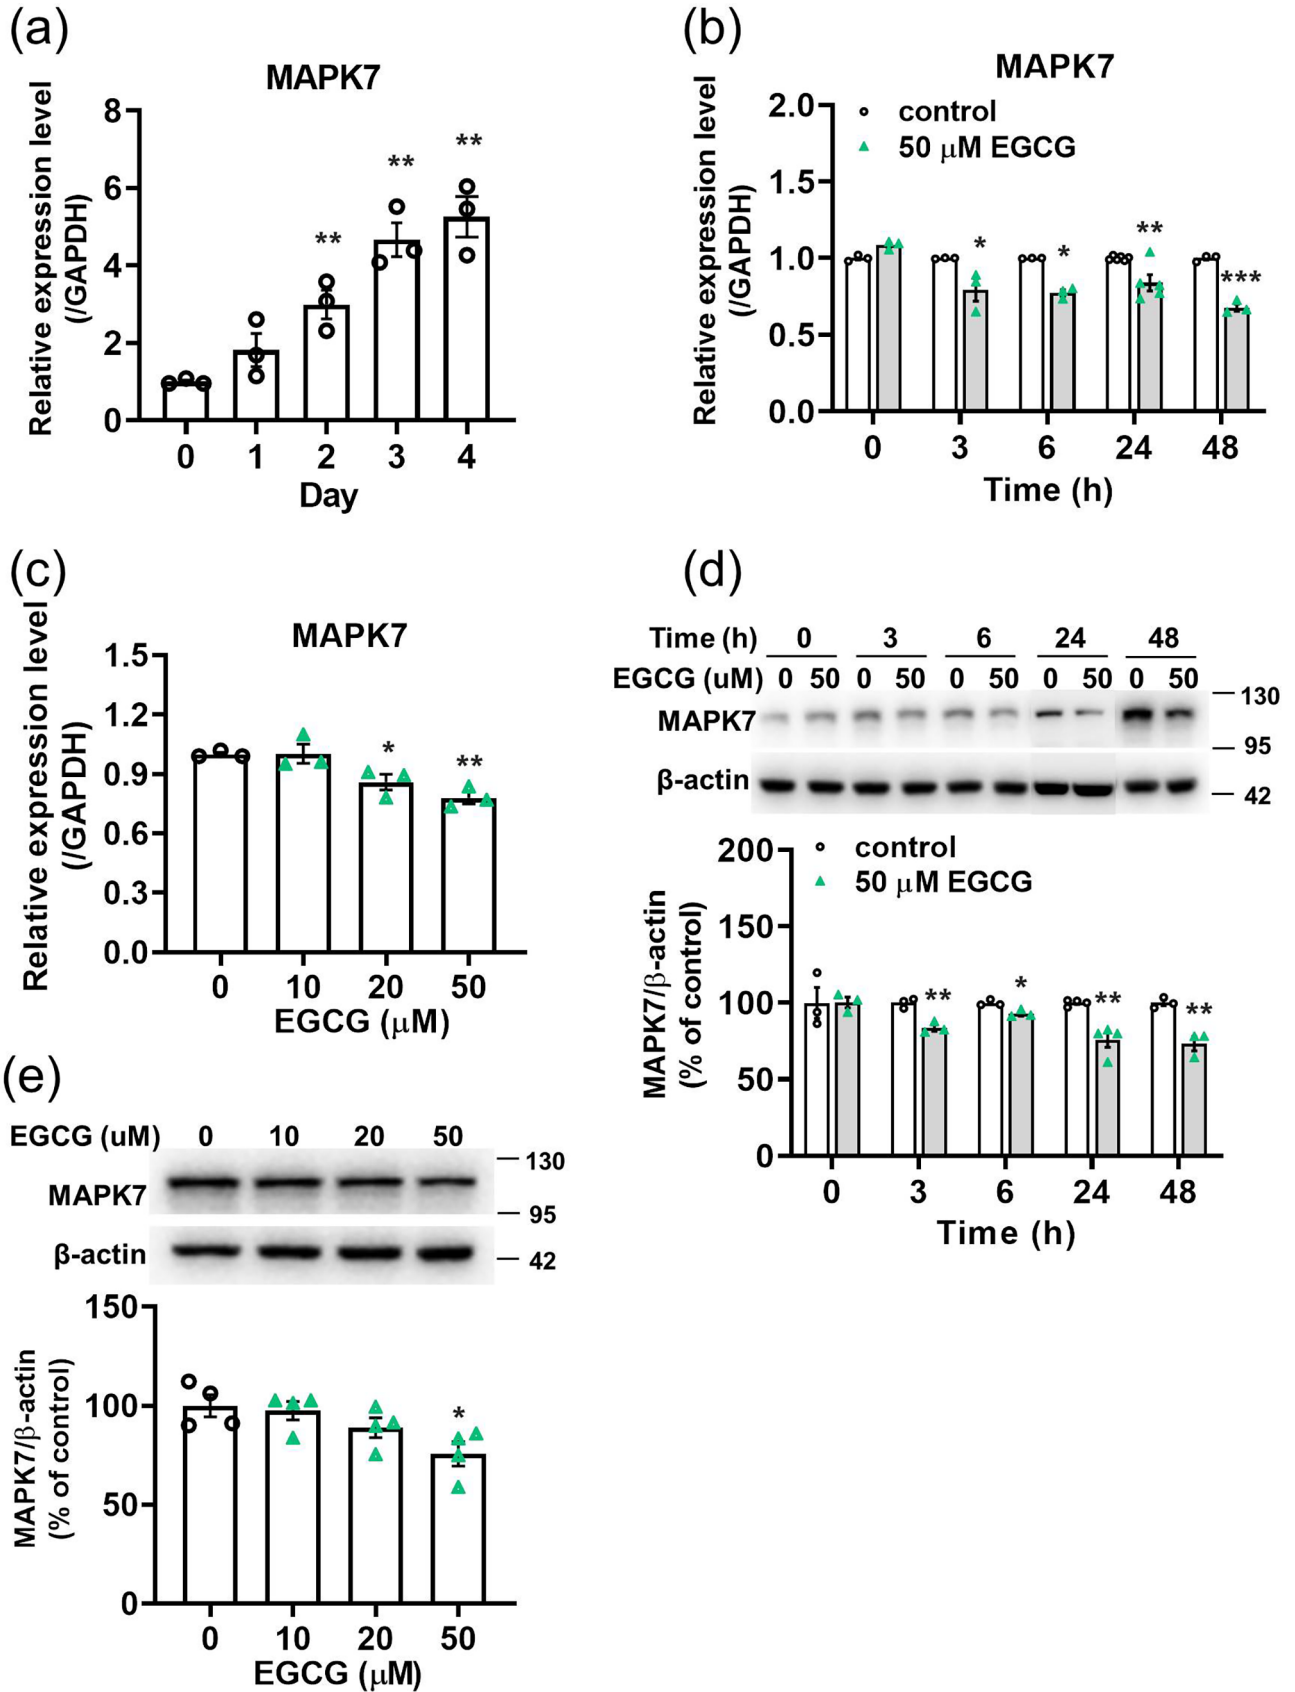 (a)
MAPK7
Relative expression level
(/GAPDH)
8
6
4
2
0
**
**
**
0 1 2 3 4
Day
(b)
MAPK7
Relative expression level
(/GAPDH)
2.0
1.5
1.0
0.5
0.0
control
50 μM EGCG
*
*
**
***
0 3 6 24 48
Time (h)
(c)
MAPK7
Relative expression level
(/GAPDH)
1.5
1.2
0.9
0.6
0.3
0.0
*
**
0 10 20 50
EGCG (μM)
(d)
Time (h) 0 3 6 24 48
EGCG (uM) 0 50 0 50 0 50 0 50 0 50
MAPK7
130
95
β-actin
42
MAPK7/β-actin
(% of control)
200
150
100
50
0
control
50 μM EGCG
**
*
**
**
0 3 6 24 48
Time (h)
(e)
EGCG (uM) 0 10 20 50
MAPK7
130
95
β-actin
42
MAPK7/β-actin
(% of control)
150
100
50
0
*
0 10 20 50
EGCG (μM)